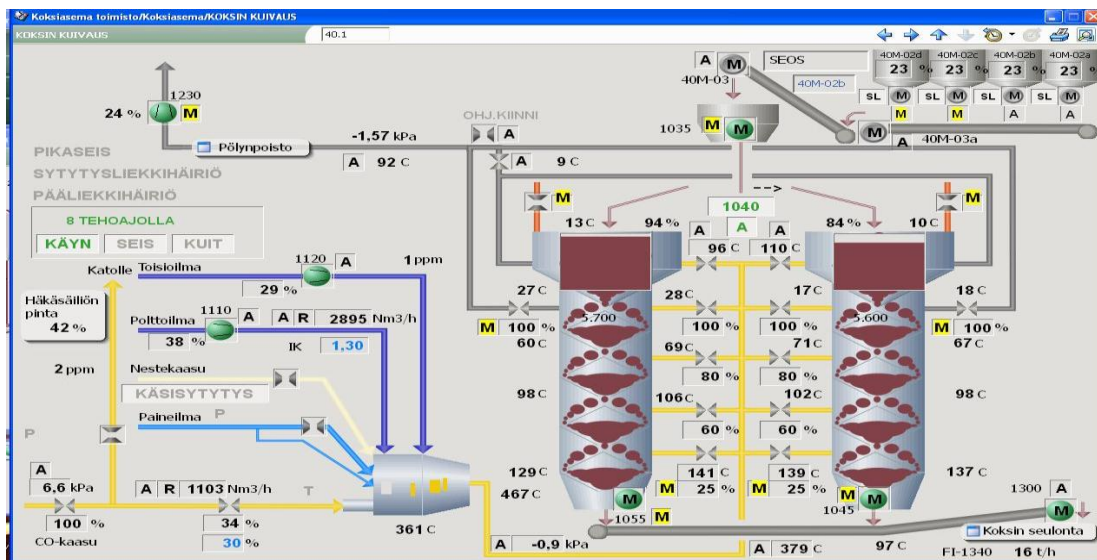 Koksiasema toimisto/Koksiasema/KOKSIN KUIVAUS
KOKSIN KUIVAUS
40.1
40M-02d 40M-02c 40M-02b 40M-02a
23 % 23 % 23 % 23 %
SL M SL M SL M SL M
M M A A
A M
40M-03
SEOS
40M-02b
M A 40M-03a
1230
24 % M
-1,57 kPa
Pölynpoisto
A 92 C
OHJ.KIINNI
A
A 9 C
1035 M M
PIKASEIS
SYTYTYSLIEKKIHÄIRIÖ
PÄÄLIEKKIHÄIRIÖ
8 TEHOAJOLLA
KÄYN SEIS KUIT
-->
1040
A
M
M
13 C 94 %
84 % 10 C
A A
96 C 110 C
Katolle
Toisioilma
1120 A
1 ppm
29 %
Häkäsäiliön
pinta
42 %
Polttoilma
1110 A
A R 2895 Nm3/h
38 %
IK 1,30
27 C 28 C 17 C 18 C
5.700 5.600
M 100 % 100 % 100 % M 100 %
60 C 69 C 71 C 67 C
80 % 80 %
2 ppm
Nestekaasu
KÄSISYTYTYS
Paineilma P
98 C 106 C 102 C 98 C
60 % 60 %
P
129 C 141 C 139 C 137 C
M 25 % M 25 %
A
6,6 kPa
A R 1103 Nm3/h
T
467 C
361 C
100 %
34 %
CO-kaasu
30 %
M
1055 M
M
1045
1300 A
M
Koksin seulonta
A -0,9 kPa
A 379 C
97 C
FI-1340 16 t/h